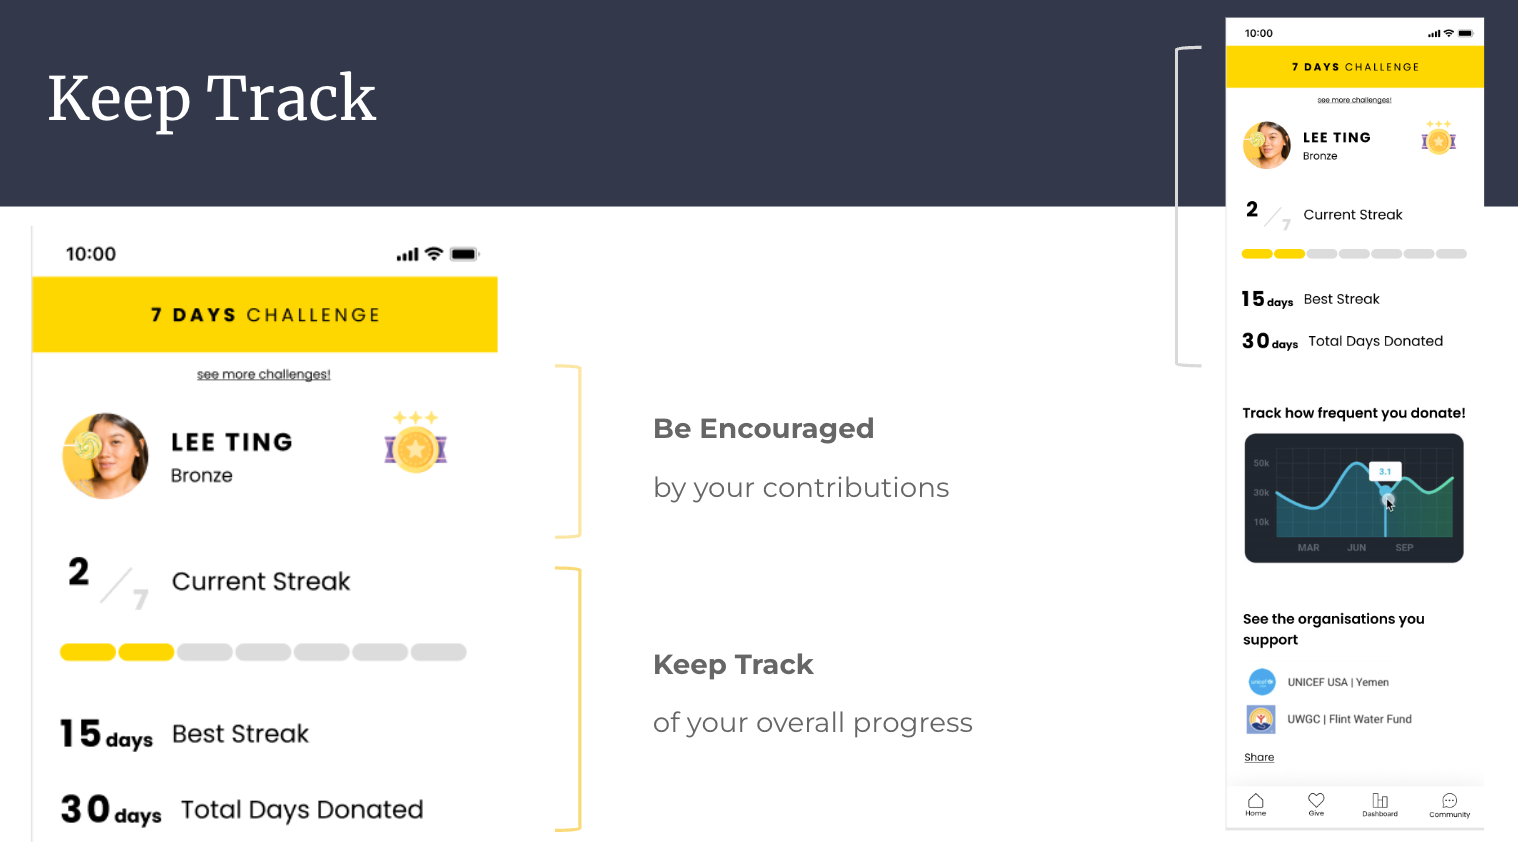 Keep Track
10:00
7 DAYS CHALLENGE
see more challenges!
LEE TING
Bronze
2/7 Current Streak
15 days Best Streak
30 days Total Days Donated
Be Encouraged
by your contributions
Keep Track
of your overall progress
10:00
7 DAYS CHALLENGE
see more challenges!
LEE TING
Bronze
2/7 Current Streak
15 days Best Streak
30 days Total Days Donated
Track how frequent you donate!
50k
3.1
30k
10k
MAR JUN SEP
See the organisations you
support
unicef
UNICEF USA | Yemen
UWGC | Flint Water Fund
Share
Home Give Dashboard Community